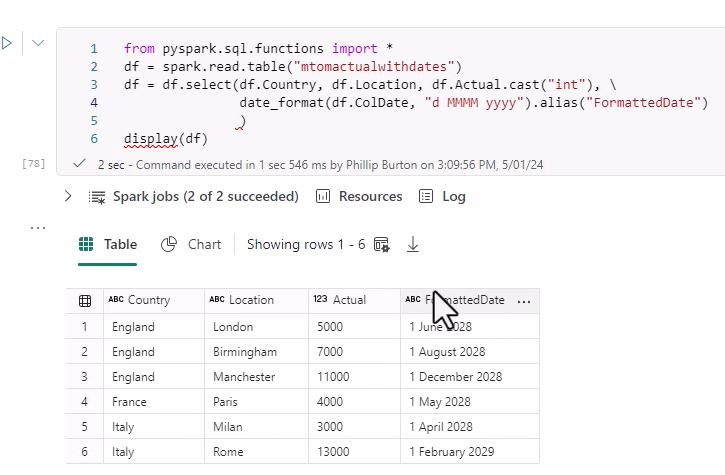 1 from pyspark.sql.functions import *
2 df = spark.read.table("mtomactualwithdates")
3 df = df.select(df.Country, df.Location, df.Actual.cast("int"), \
4 date_format(df.ColDate, "d MMMM yyyy").alias("FormattedDate")
5 )
6 display(df)
[78] 2 sec - Command executed in 1 sec 546 ms by Phillip Burton on 3:09:56 PM, 5/01/24
Spark jobs (2 of 2 succeeded) Resources Log
Table Chart Showing rows 1 - 6
ABC Country ABC Location 123 Actual ABC FormattedDate ...
1 England London 5000 1 June 2028
2 England Birmingham 7000 1 August 2028
3 England Manchester 11000 1 December 2028
4 France Paris 4000 1 May 2028
5 Italy Milan 3000 1 April 2028
6 Italy Rome 13000 1 February 2029